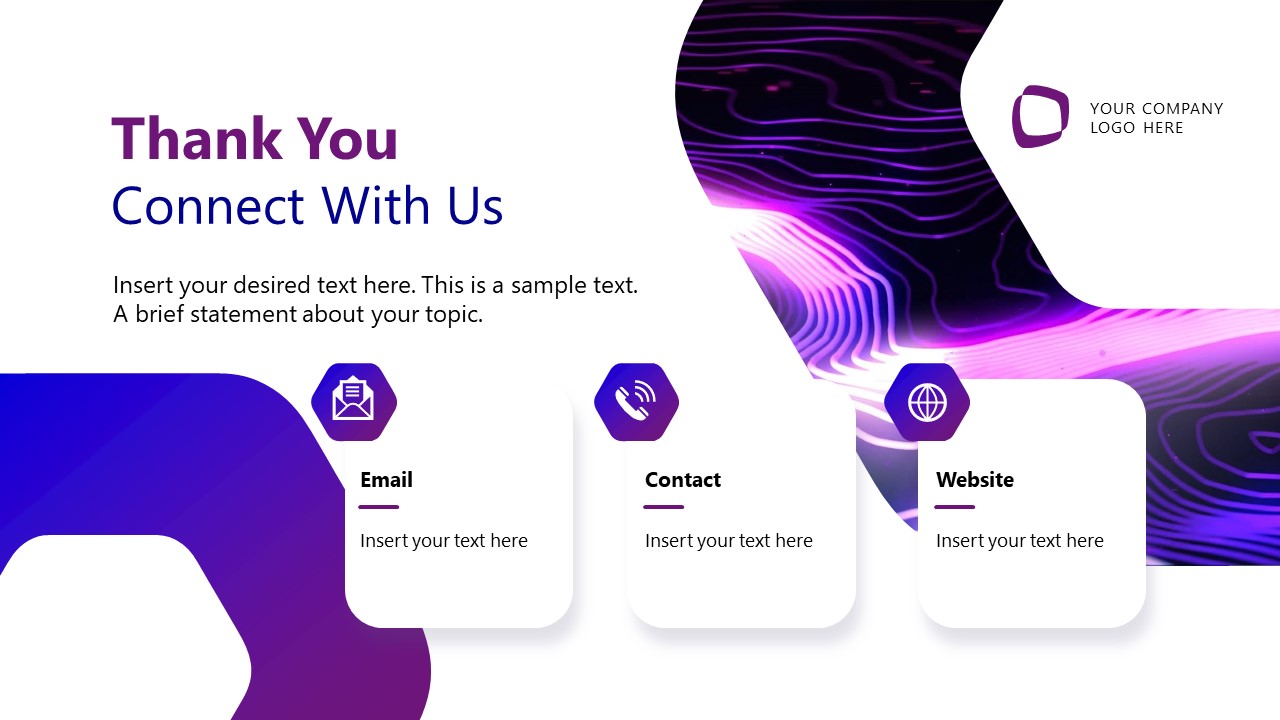 Thank You
Connect With Us
YOUR COMPANY
LOGO HERE
Insert your desired text here. This is a sample text.
A brief statement about your topic.
Email
Insert your text here
Contact
Insert your text here
Website
Insert your text here